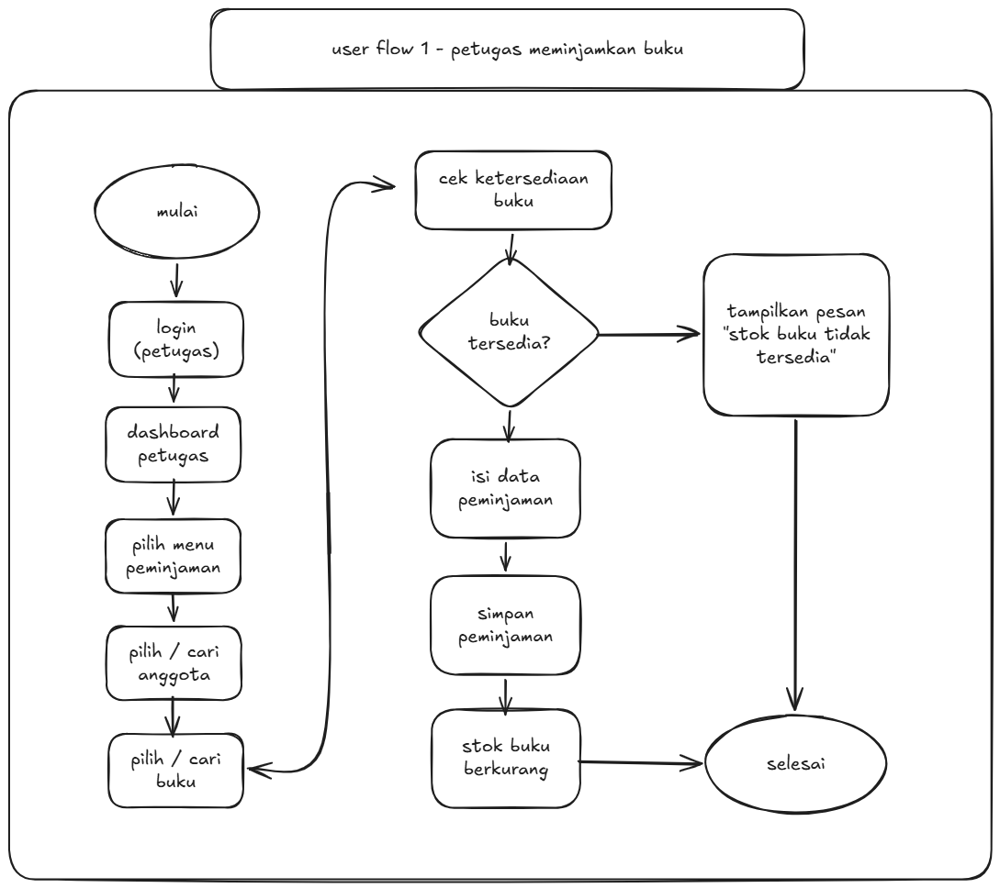 user flow 1 - petugas meminjamkan buku
mulai
login
(petugas)
dashboard
petugas
pilih menu
peminjaman
pilih / cari
anggota
pilih / cari
buku
cek ketersediaan
buku
buku
tersedia?
isi data
peminjaman
simpan
peminjaman
stok buku
berkurang
tampilkan pesan
"stok buku tidak
tersedia"
selesai